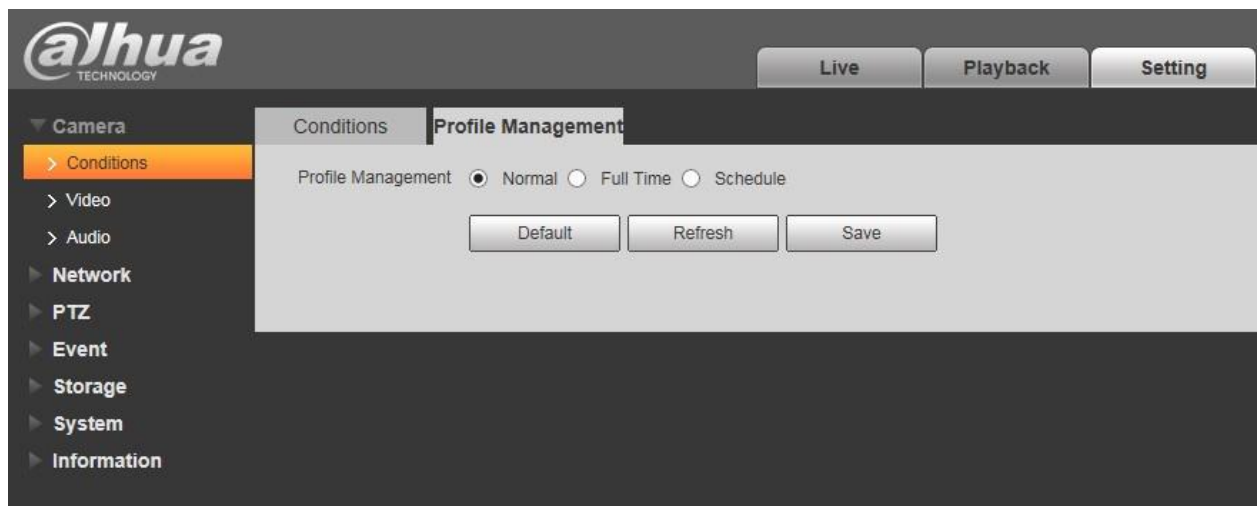 alhua
TECHNOLOGY
Live Playback Setting
Camera
Conditions
Video
Audio
Network
PTZ
Event
Storage
System
Information
Conditions Profile Management
Profile Management Normal Full Time Schedule
Default Refresh Save